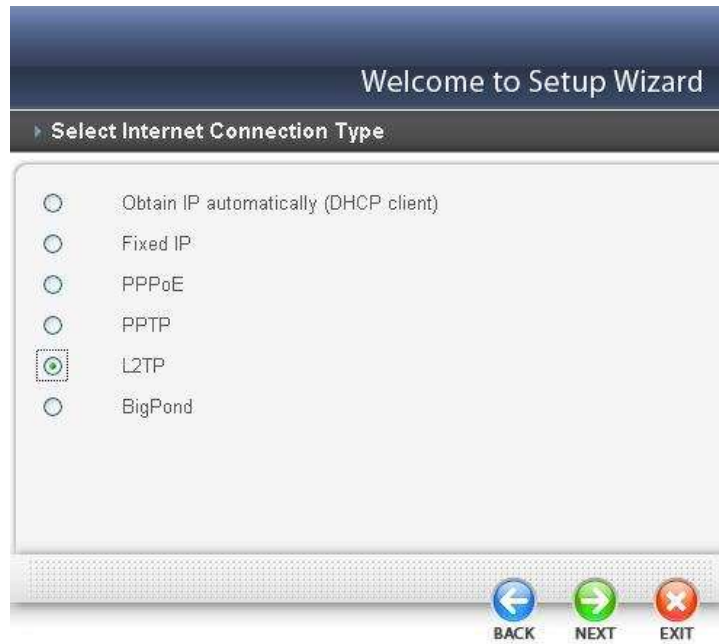 Welcome to Setup Wizard
Select Internet Connection Type
Obtain IP automatically (DHCP client)
Fixed IP
PPPoE
PPTP
L2TP
BigPond
BACK NEXT EXIT